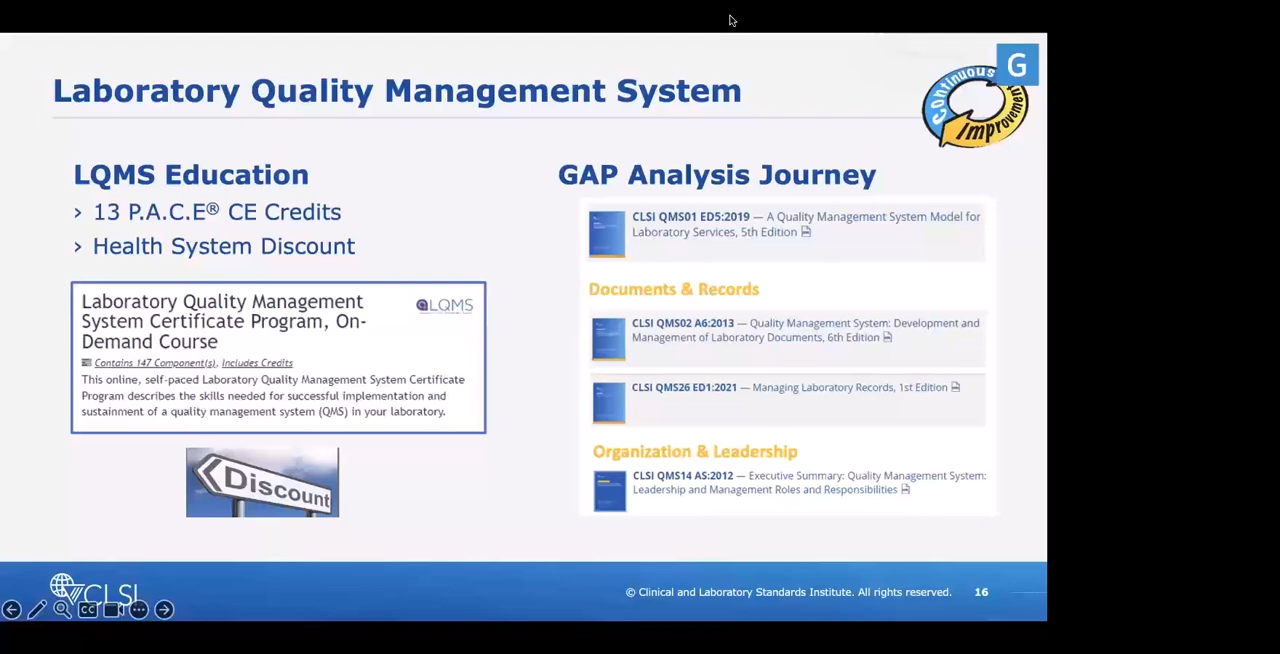 G
Continuous
Improvement
Laboratory Quality Management System
LQMS Education
› 13 P.A.C.E® CE Credits
› Health System Discount
Laboratory Quality Management
System Certificate Program, On-
Demand Course
LQMS
Contains 147 Component(s), Includes Credits
This online, self-paced Laboratory Quality Management System Certificate
Program describes the skills needed for successful implementation and
sustainment of a quality management system (QMS) in your laboratory.
Discount
GAP Analysis Journey
CLSI QMS01 ED5:2019 — A Quality Management System Model for
Laboratory Services, 5th Edition
Documents & Records
CLSI QMS02 A6:2013 — Quality Management System: Development and
Management of Laboratory Documents, 6th Edition
CLSI QMS26 ED1:2021 — Managing Laboratory Records, 1st Edition
Organization & Leadership
CLSI QMS14 AS:2012 — Executive Summary: Quality Management System:
Leadership and Management Roles and Responsibilities
CLSI
CC
© Clinical and Laboratory Standards Institute. All rights reserved.
16